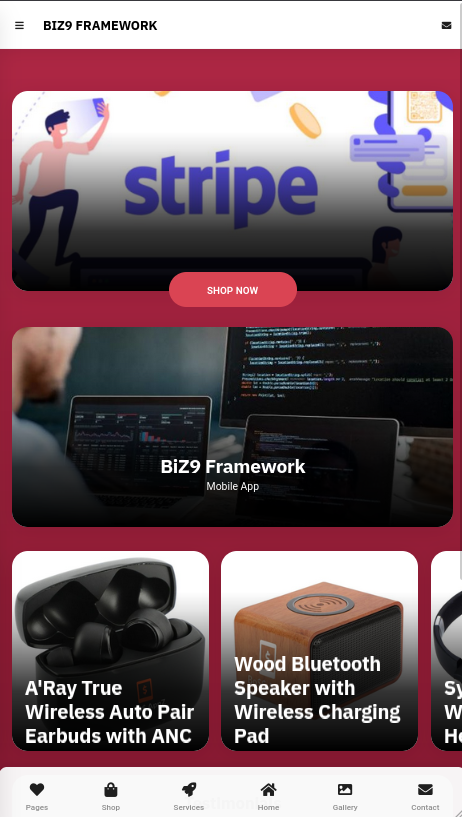 BIZ9 FRAMEWORK
stripe
SHOP NOW
BiZ9 Framework
Mobile App
A'Ray True
Wireless Auto Pair
Earbuds with ANC
Wood Bluetooth
Speaker with
Wireless Charging
Pad
Sy
W
He
Pages
Shop
Services
Home
Gallery
Contact